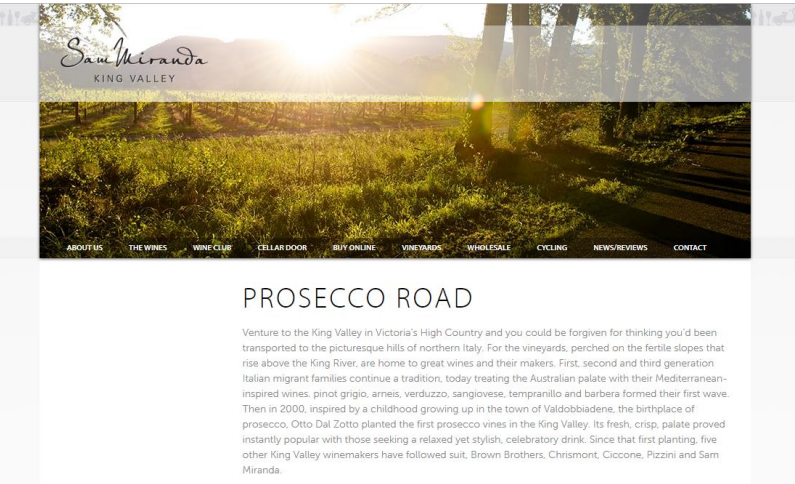 Sam Miranda
KING VALLEY
ABOUT US THE WINES WINE CLUB CELLAR DOOR BUY ONLINE VINEYARDS WHOLESALE CYCLING NEWS/REVIEWS CONTACT
PROSECCO ROAD
Venture to the King Valley in Victoria's High Country and you could be forgiven for thinking you'd been
transported to the picturesque hills of northern Italy. For the vineyards, perched on the fertile slopes that
rise above the King River, are home to great wines and their makers. First, second and third generation
Italian migrant families continue a tradition, today treating the Australian palate with their Mediterranean-
inspired wines. pinot grigio, arneis, verduzzo, sangiovese, tempranillo and barbera formed their first wave.
Then in 2000, inspired by a childhood growing up in the town of Valdobbiadene, the birthplace of
prosecco, Otto Dal Zotto planted the first prosecco vines in the King Valley. Its fresh, crisp, palate proved
instantly popular with those seeking a relaxed yet stylish, celebratory drink. Since that first planting, five
other King Valley winemakers have followed suit, Brown Brothers, Chrismont, Ciccone, Pizzini and Sam
Miranda.